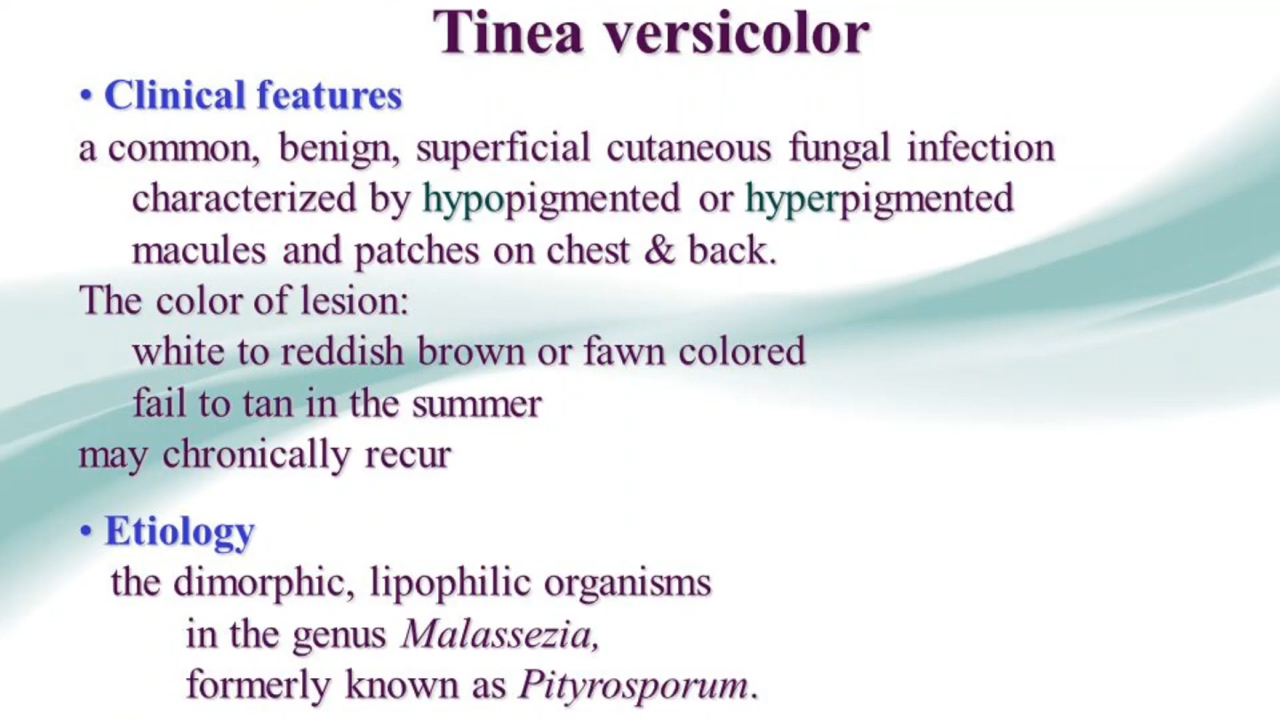 Tinea versicolor
• Clinical features
a common, benign, superficial cutaneous fungal infection
characterized by hypopigmented or hyperpigmented
macules and patches on chest & back.
The color of lesion:
white to reddish brown or fawn colored
fail to tan in the summer
may chronically recur
• Etiology
the dimorphic, lipophilic organisms
in the genus Malassezia,
formerly known as Pityrosporum.